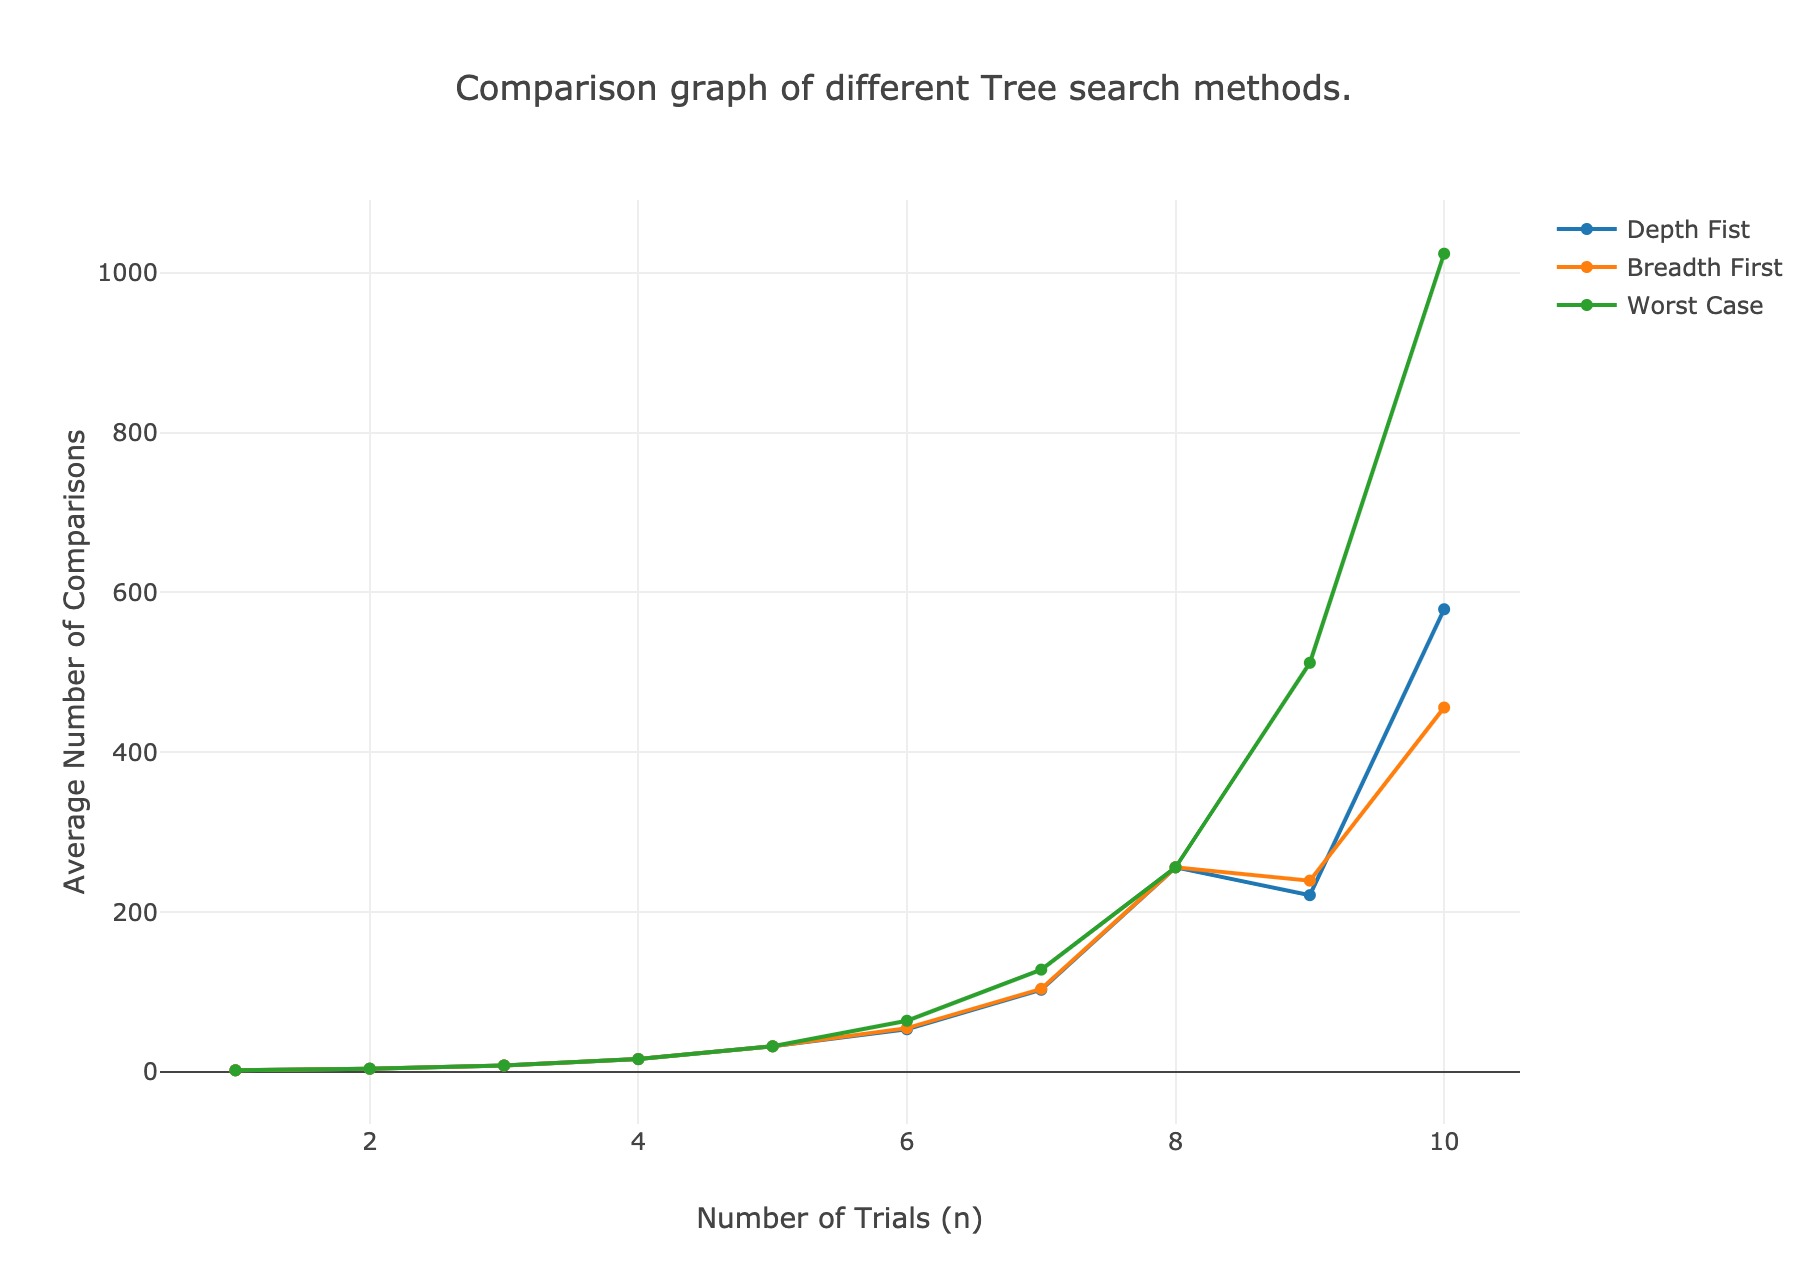 Comparison graph of different Tree search methods.
Depth Fist
Breadth First
Worst Case
1000
800
600
400
200
0
Average Number of Comparisons
2 4 6 8 10
Number of Trials (n)